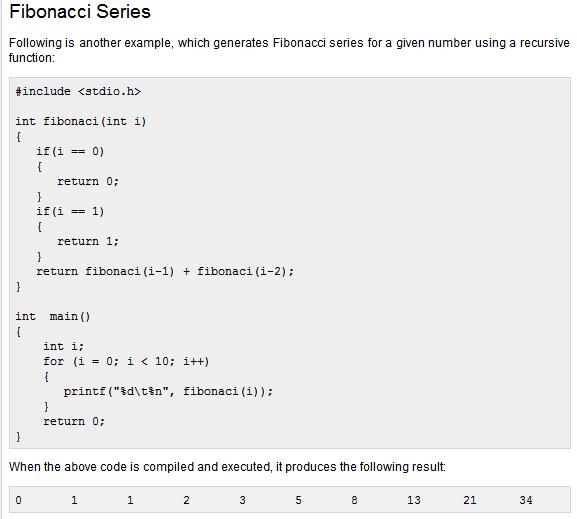 Fibonacci Series
Following is another example, which generates Fibonacci series for a given number using a recursive
function:
#include <stdio.h>
int fibonaci(int i)
{
   if(i == 0)
   {
      return 0;
   }
   if(i == 1)
   {
      return 1;
   }
   return fibonaci(i-1) + fibonaci(i-2);
}
int  main()
{
    int i;
    for (i = 0; i < 10; i++)
    {
       printf("%d\t%n", fibonaci(i));
    }
    return 0;
}
When the above code is compiled and executed, it produces the following result:
0	1	1	2	3	5	8	13	21	34